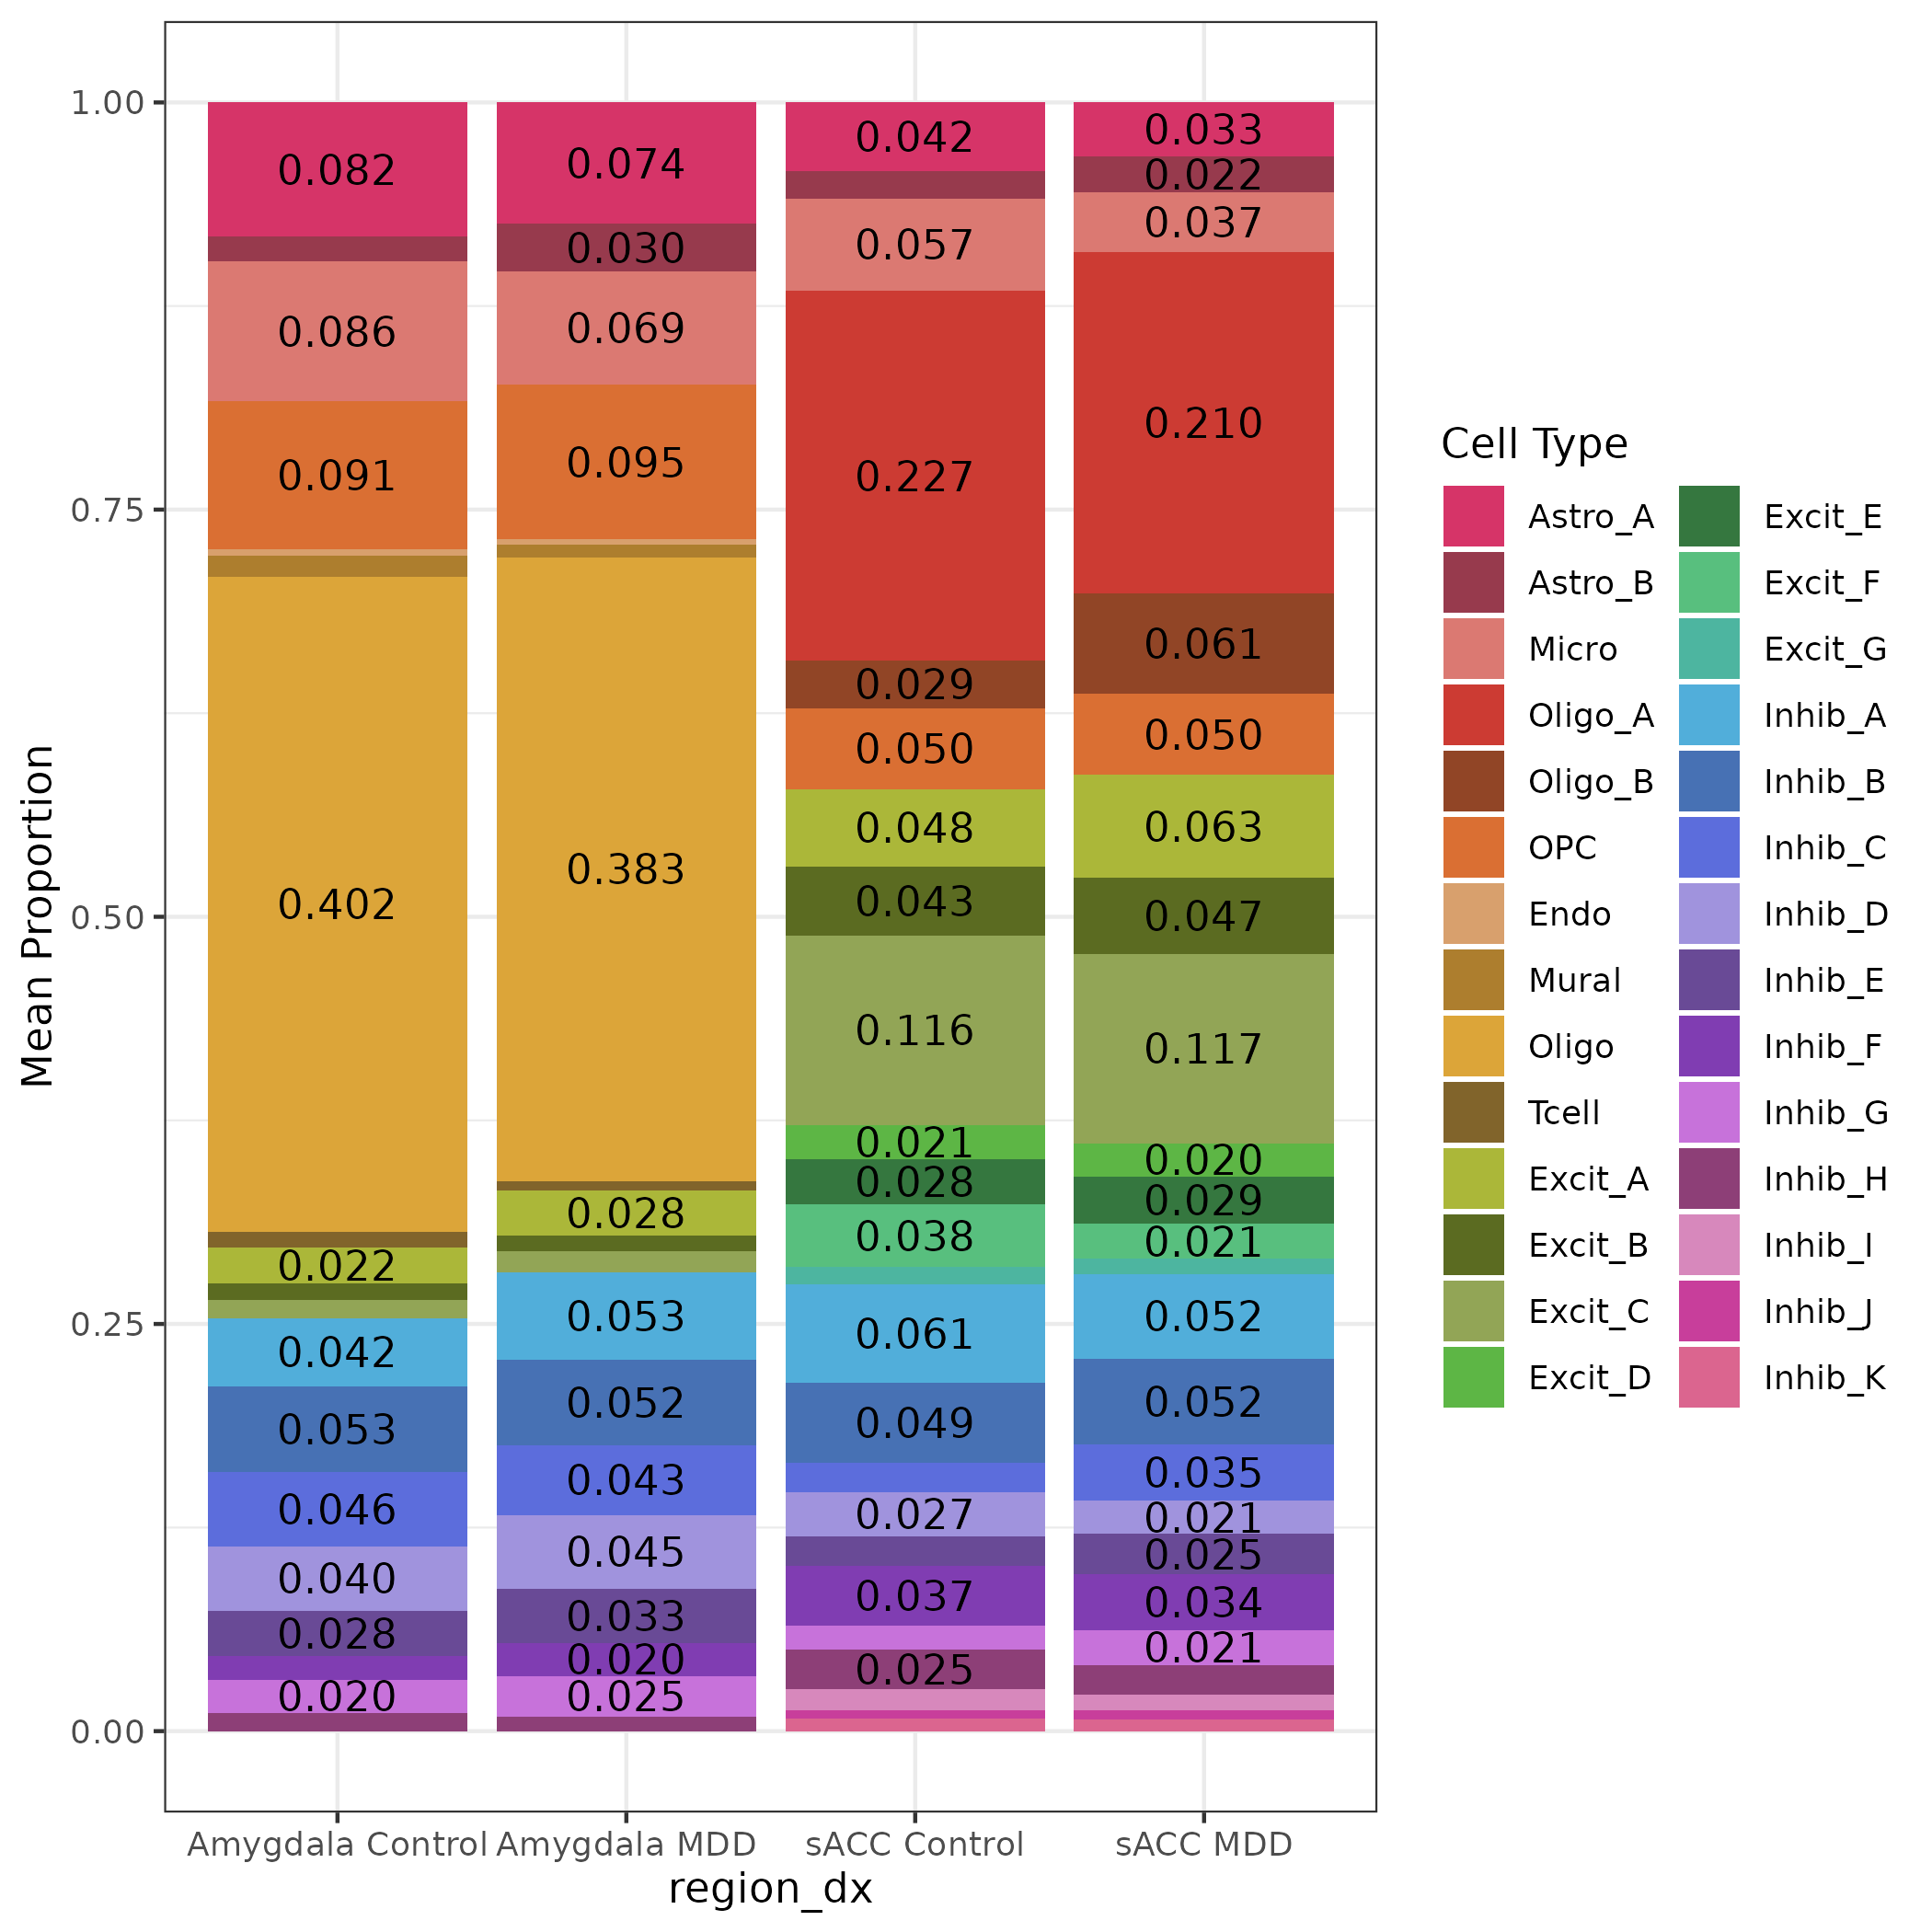 1.00
0.75
0.50
0.25
0.00
Mean Proportion
0.082
0.086
0.091
0.402
0.022
0.042
0.053
0.046
0.040
0.028
0.020
0.074
0.030
0.069
0.095
0.383
0.028
0.053
0.052
0.043
0.045
0.033
0.020
0.025
0.042
0.057
0.227
0.029
0.050
0.048
0.043
0.116
0.021
0.028
0.038
0.061
0.049
0.027
0.037
0.025
0.033
0.022
0.037
0.210
0.061
0.050
0.063
0.047
0.117
0.020
0.029
0.021
0.052
0.052
0.035
0.021
0.025
0.034
0.021
Amygdala Control
Amygdala MDD
sACC Control
sACC MDD
region_dx
Cell Type
Astro_A
Astro_B
Micro
Oligo_A
Oligo_B
OPC
Endo
Mural
Oligo
Tcell
Excit_A
Excit_B
Excit_C
Excit_D
Excit_E
Excit_F
Excit_G
Inhib_A
Inhib_B
Inhib_C
Inhib_D
Inhib_E
Inhib_F
Inhib_G
Inhib_H
Inhib_I
Inhib_J
Inhib_K